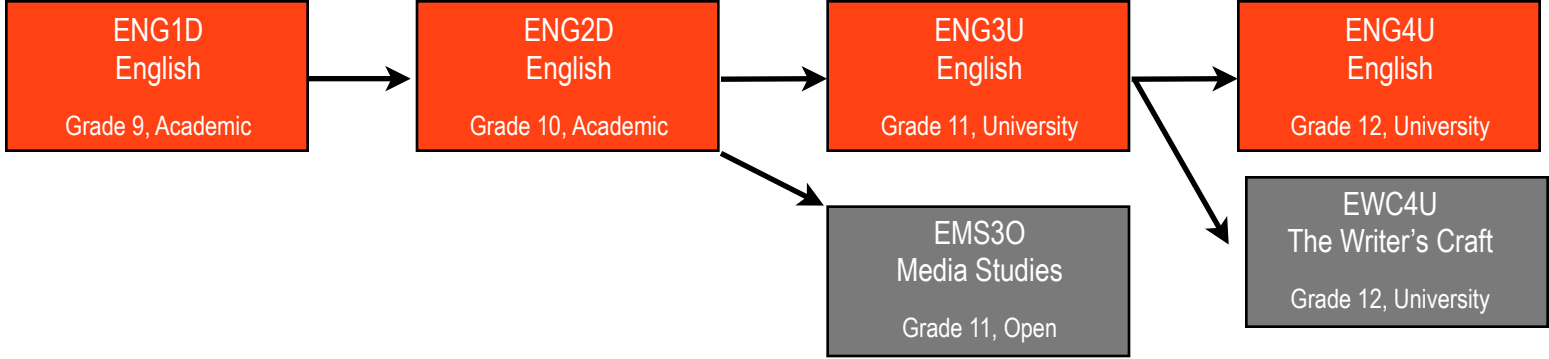 ENG1D
English
Grade 9, Academic
ENG2D
English
Grade 10, Academic
ENG3U
English
Grade 11, University
ENG4U
English
Grade 12, University
EMS3O
Media Studies
Grade 11, Open
EWC4U
The Writer’s Craft
Grade 12, University